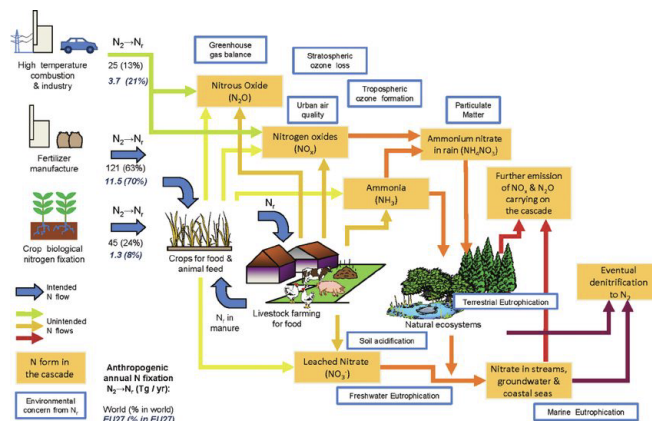 N₂→Nᵣ
High temperature
combustion
& industry
25 (13%)
3.7 (21%)
Greenhouse
gas balance
Stratospheric
ozone loss
Tropospheric
ozone formation
Nitrous Oxide
(N₂O)
Urban air
quality
Particulate
Matter
Fertilizer
manufacture
N₂→Nᵣ
121 (63%)
11.5 (70%)
Nitrogen oxides
(NOₓ)
Ammonium nitrate
in rain (NH₄NO₃)
Ammonia
(NH₃)
Further emission
of NOₓ & N₂O
carrying on
the cascade
Crop biological
nitrogen fixation
N₂→Nᵣ
45 (24%)
1.3 (8%)
Crops for food &
animal feed
Nᵣ
Nᵣ in
manure
Livestock farming
for food
Terrestrial Eutrophication
Natural ecosystems
Eventual
denitrification
to N₂
Soil acidification
Leached Nitrate
(NO₃⁻)
Freshwater Eutrophication
Nitrate in streams,
groundwater &
coastal seas
Marine Eutrophication
Intended
N flow
Unintended
N flows
N form in
the cascade
Environmental
concern from Nᵣ
Anthropogenic
annual N fixation
N₂→Nᵣ (Tg / yr):
World (% in world)
EU27 (% in EU27)